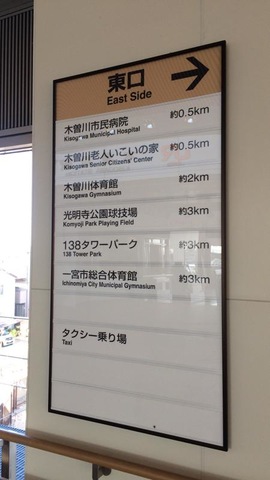 東口
East Side
木曽川市民病院 約0.5km
Kisogawa Municipal Hospital
木曽川老人いこいの家 約0.5km
Kisogawa Senior Citizens' Center
木曽川体育館 約2km
Kisogawa Gymnasium
光明寺公園球技場 約3km
Komyoji Park Playing Field
138タワーパーク 約3km
138 Tower Park
一宮市総合体育館 約3km
Ichinomiya City Municipal Gymnasium
タクシー乗り場
Taxi